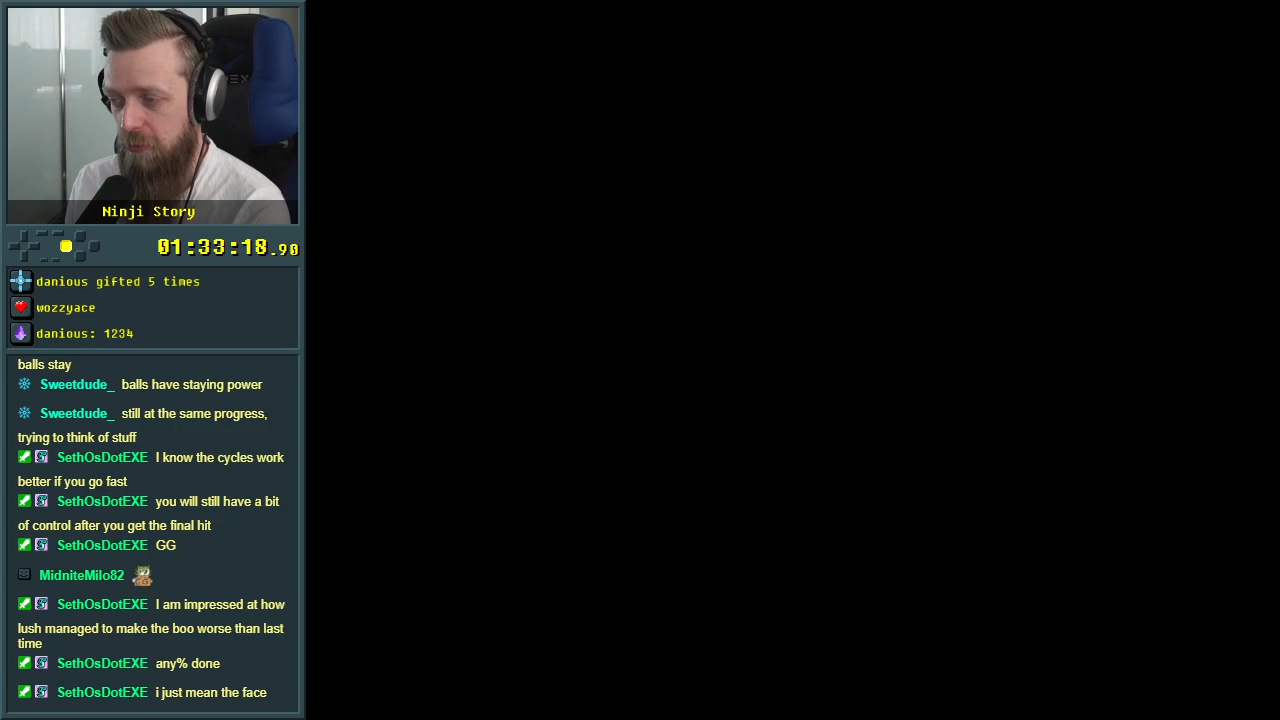 Ninji Story
01:33:18.90
danious gifted 5 times
wozzyace
danious: 1234
balls stay
Sweetdude_ balls have staying power
Sweetdude_ still at the same progress,
trying to think of stuff
SethOsDotEXE I know the cycles work
better if you go fast
SethOsDotEXE you will still have a bit
of control after you get the final hit
SethOsDotEXE GG
MidniteMilo82
SethOsDotEXE I am impressed at how
lush managed to make the boo worse than last
time
SethOsDotEXE any% done
SethOsDotEXE i just mean the face